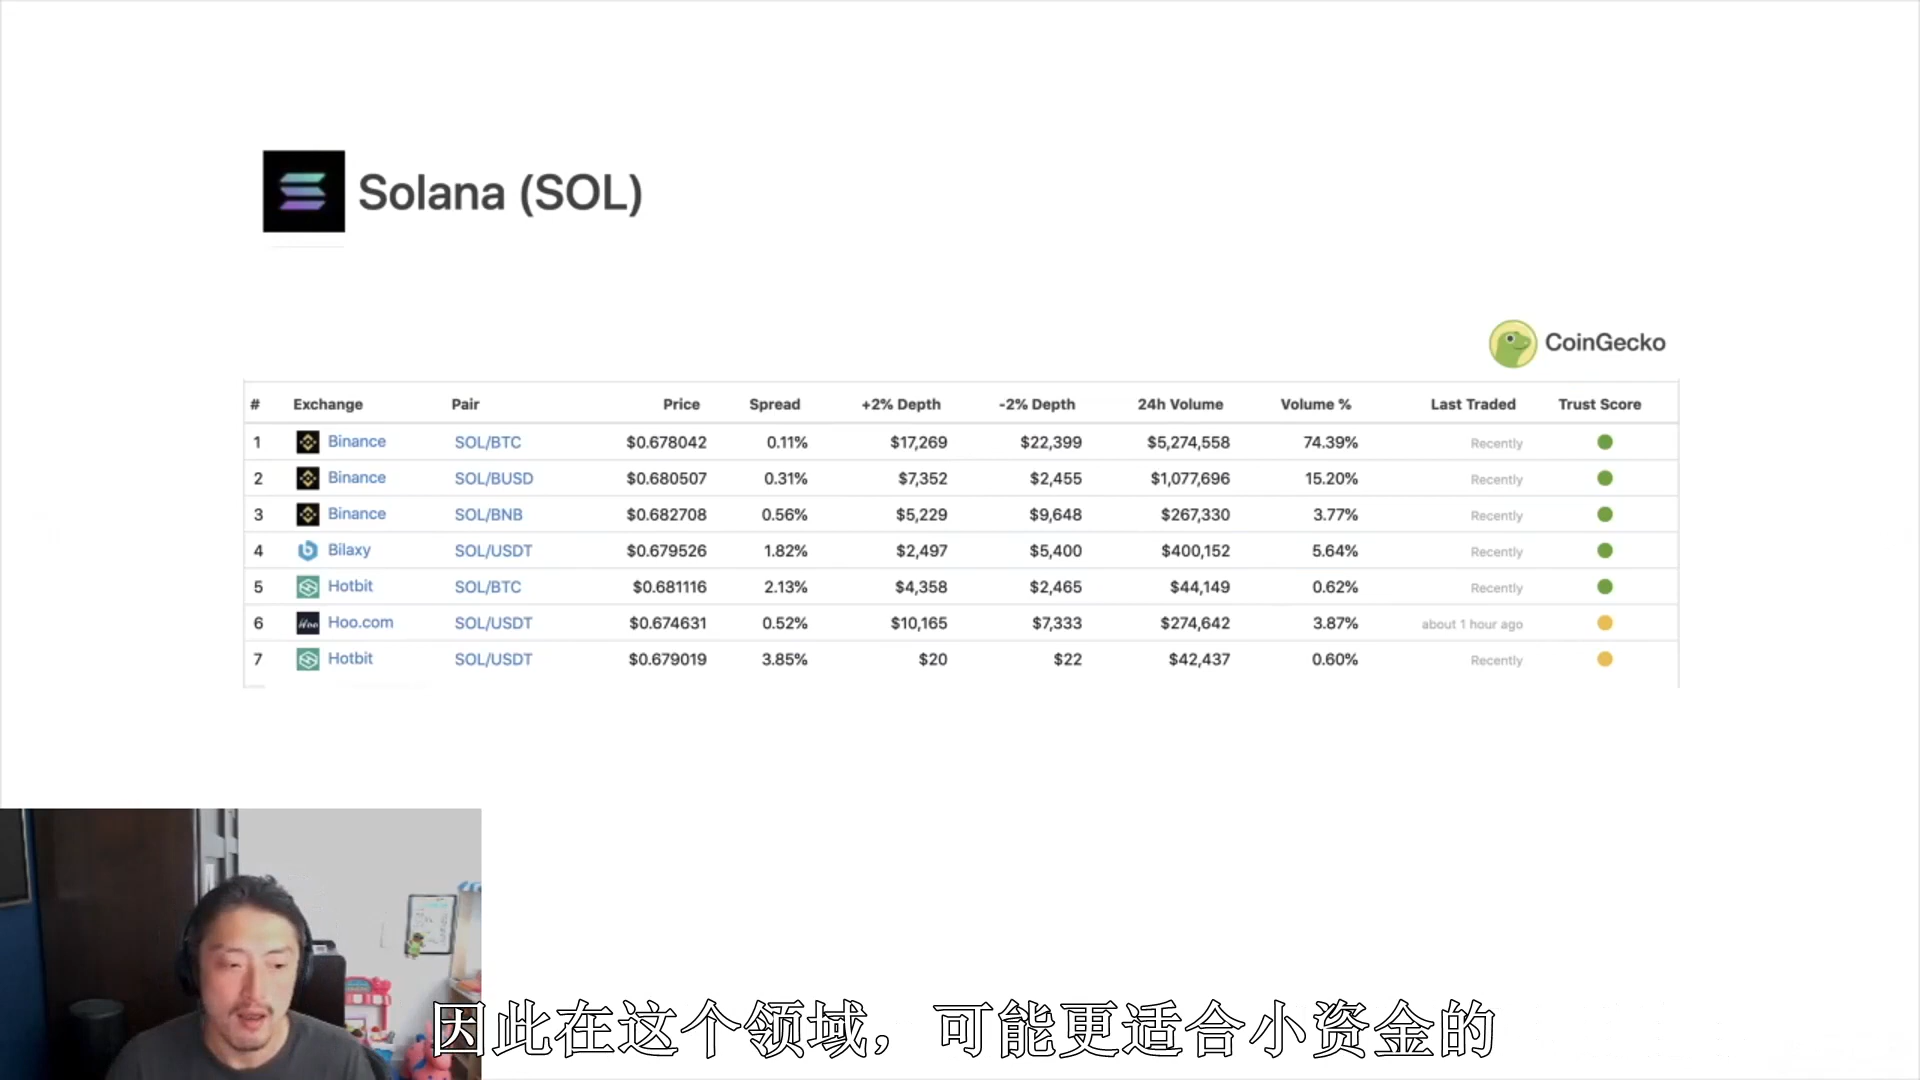 Solana (SOL)
CoinGecko
# Exchange Pair Price Spread +2% Depth -2% Depth 24h Volume Volume % Last Traded Trust Score
1 Binance SOL/BTC $0.678042 0.11% $17,269 $22,399 $5,274,558 74.39% Recently
2 Binance SOL/BUSD $0.680507 0.31% $7,352 $2,455 $1,077,696 15.20% Recently
3 Binance SOL/BNB $0.682708 0.56% $5,229 $9,648 $267,330 3.77% Recently
4 Bilaxy SOL/USDT $0.679526 1.82% $2,497 $5,400 $400,152 5.64% Recently
5 Hotbit SOL/BTC $0.681116 2.13% $4,358 $2,465 $44,149 0.62% Recently
6 Hoo.com SOL/USDT $0.674631 0.52% $10,165 $7,333 $274,642 3.87% about 1 hour ago
7 Hotbit SOL/USDT $0.679019 3.85% $20 $22 $42,437 0.60% Recently
因此在这个领域，可能更适合小资金的